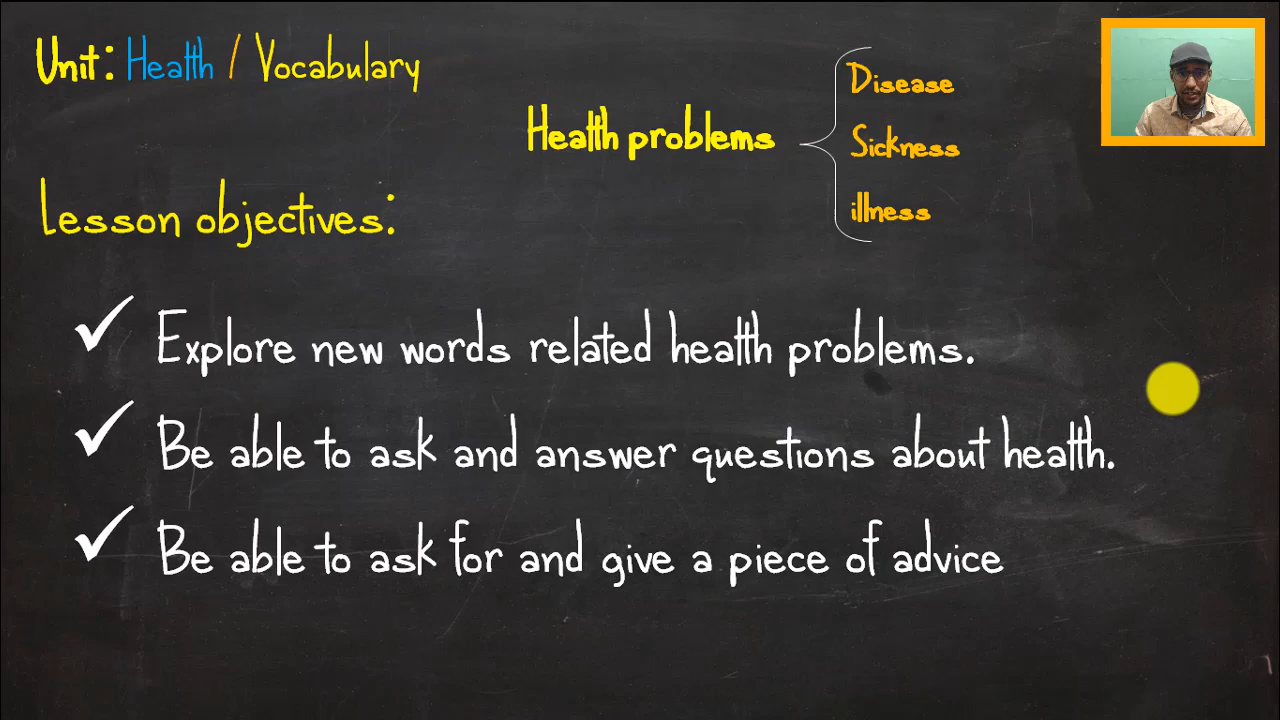 Unit: Health / Vocabulary
Health problems
Disease
Sickness
illness
Lesson objectives:
Explore new words related health problems.
Be able to ask and answer questions about health.
Be able to ask for and give a piece of advice